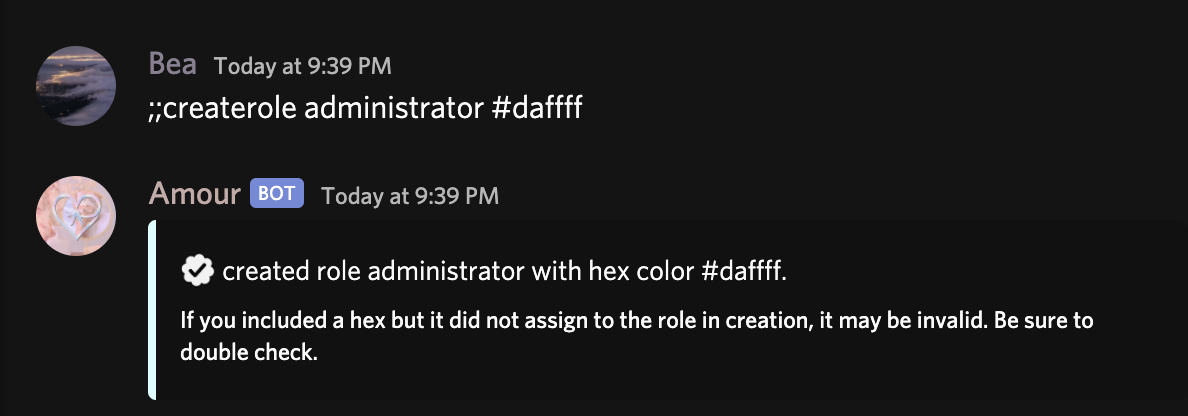 Bea Today at 9:39 PM
;;createrole administrator #daffff
Amour BOT Today at 9:39 PM
created role administrator with hex color #daffff.
If you included a hex but it did not assign to the role in creation, it may be invalid. Be sure to
double check.